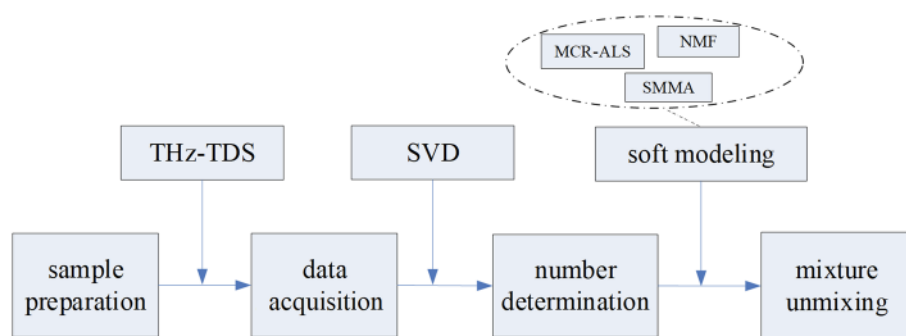 MCR-ALS
NMF
SMMA
THz-TDS
SVD
soft modeling
sample
preparation
data
acquisition
number
determination
mixture
unmixing